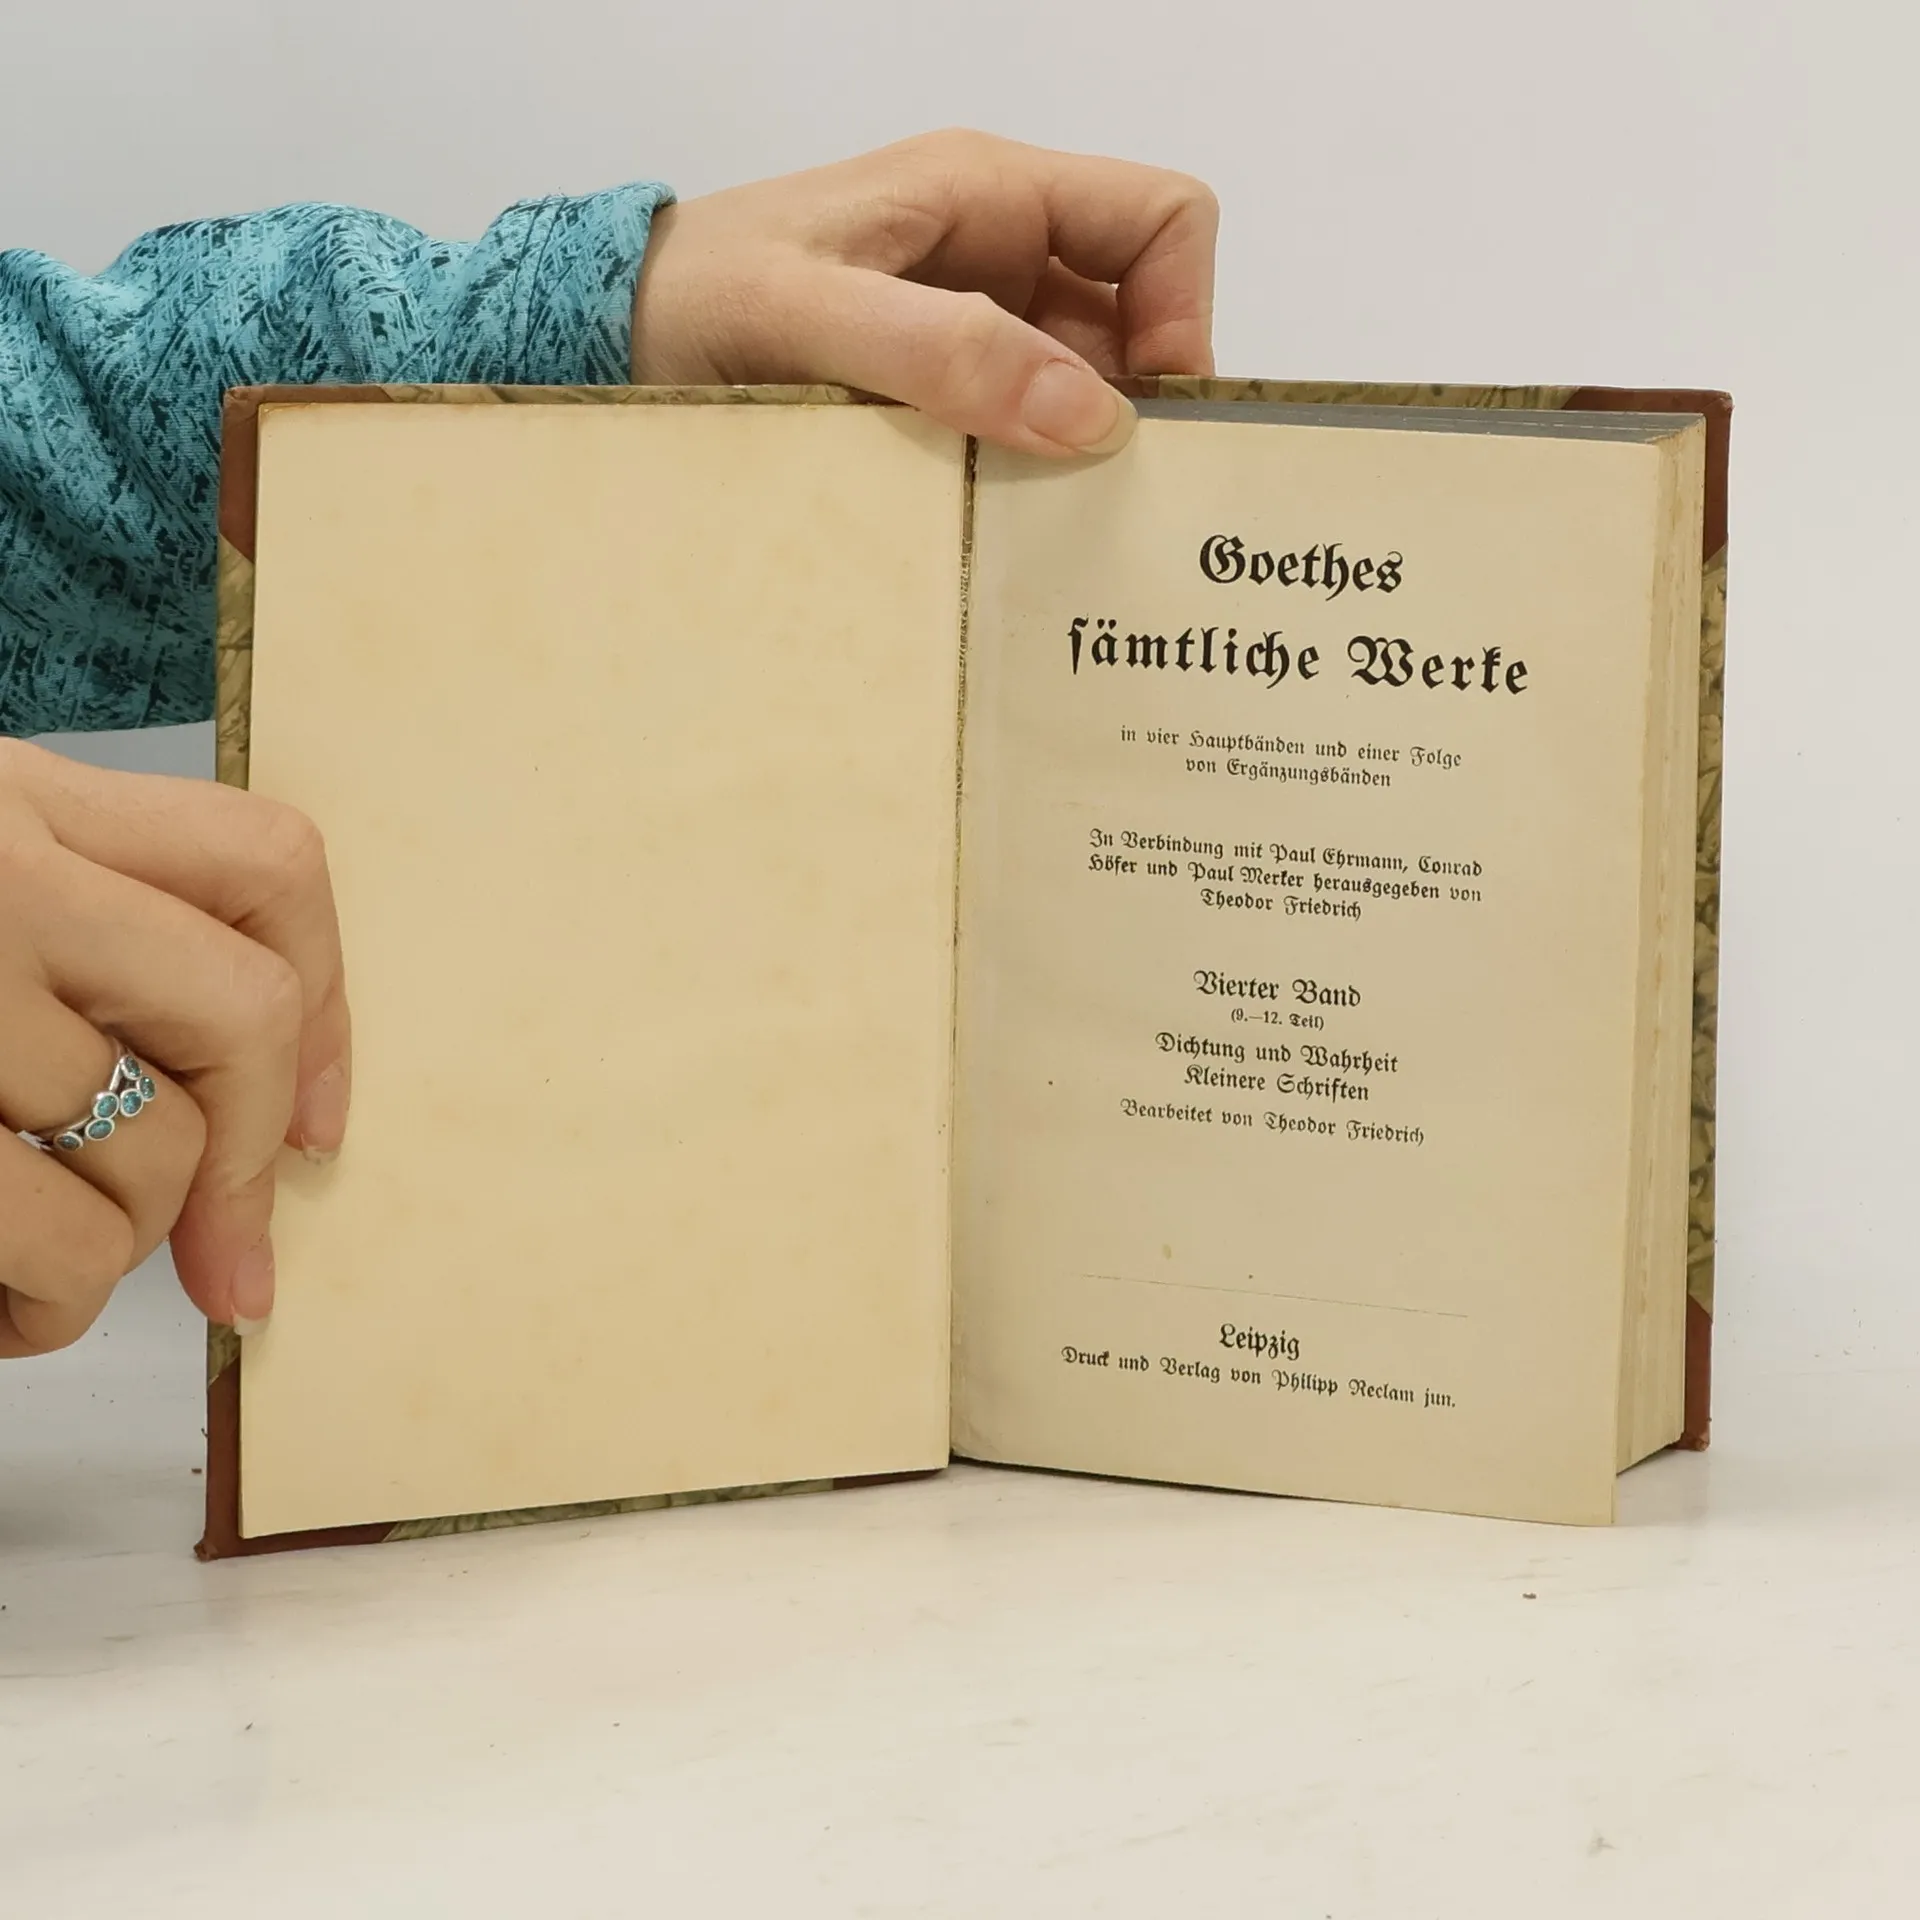 Goethes
ſämtliche Werke
in vier Hauptbänden und einer Folge
von Ergänzungsbänden
In Verbindung mit Paul Ehrmann, Conrad
Höfer und Paul Merker herausgegeben von
Theodor Friedrich
Vierter Band
(9.—12. Teil)
Dichtung und Wahrheit
Kleinere Schriften
Bearbeitet von Theodor Friedrich
Leipzig
Druck und Verlag von Philipp Reclam jun.